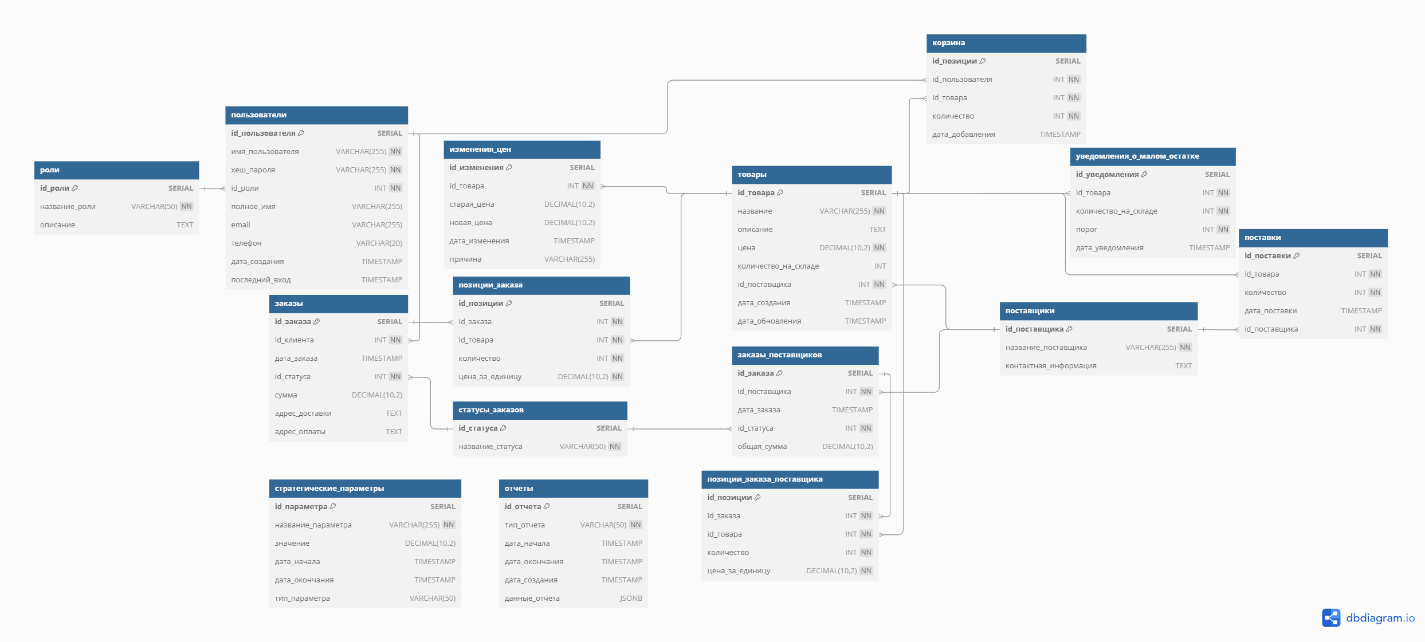 корзина
id_позиции SERIAL
id_пользователя INT NN
id_товара INT NN
количество INT NN
дата_добавления TIMESTAMP
пользователи
id_пользователя SERIAL
имя_пользователя VARCHAR(255) NN
хеш_пароля VARCHAR(255) NN
id_роли INT NN
полное_имя VARCHAR(255)
email VARCHAR(255)
телефон VARCHAR(20)
дата_создания TIMESTAMP
последний_вход TIMESTAMP
изменения_цен
id_изменения SERIAL
id_товара INT NN
старая_цена DECIMAL(10,2)
новая_цена DECIMAL(10,2)
дата_изменения TIMESTAMP
причина VARCHAR(255)
роли
id_роли SERIAL
название_роли VARCHAR(50) NN
описание TEXT
товары
id_товара SERIAL
название VARCHAR(255) NN
описание TEXT
цена DECIMAL(10,2) NN
количество_на_складе INT
id_поставщика INT NN
дата_создания TIMESTAMP
дата_обновления TIMESTAMP
уведомления_о_малом_остатке
id_уведомления SERIAL
id_товара INT NN
количество_на_складе INT NN
порог INT NN
дата_уведомления TIMESTAMP
поставки
id_поставки SERIAL
id_товара INT NN
количество INT NN
дата_поставки TIMESTAMP
id_поставщика INT NN
заказы
id_заказа SERIAL
id_клиента INT NN
дата_заказа TIMESTAMP
id_статуса INT NN
сумма DECIMAL(10,2)
адрес_доставки TEXT
адрес_оплаты TEXT
позиции_заказа
id_позиции SERIAL
id_заказа INT NN
id_товара INT NN
количество INT NN
цена_за_единицу DECIMAL(10,2) NN
поставщики
id_поставщика SERIAL
название_поставщика VARCHAR(255) NN
контактная_информация TEXT
заказы_поставщиков
id_заказа SERIAL
id_поставщика INT NN
дата_заказа TIMESTAMP
id_статуса INT NN
общая_сумма DECIMAL(10,2)
статусы_заказов
id_статуса SERIAL
название_статуса VARCHAR(50) NN
позиции_заказа_поставщика
id_позиции SERIAL
id_заказа INT NN
id_товара INT NN
количество INT NN
цена_за_единицу DECIMAL(10,2) NN
стратегические_параметры
id_параметра SERIAL
название_параметра VARCHAR(255) NN
значение DECIMAL(10,2)
дата_начала TIMESTAMP
дата_окончания TIMESTAMP
тип_параметра VARCHAR(50)
отчеты
id_отчета SERIAL
тип_отчета VARCHAR(50) NN
дата_начала TIMESTAMP
дата_окончания TIMESTAMP
дата_создания TIMESTAMP
данные_отчета JSONB
dbdiagram.io